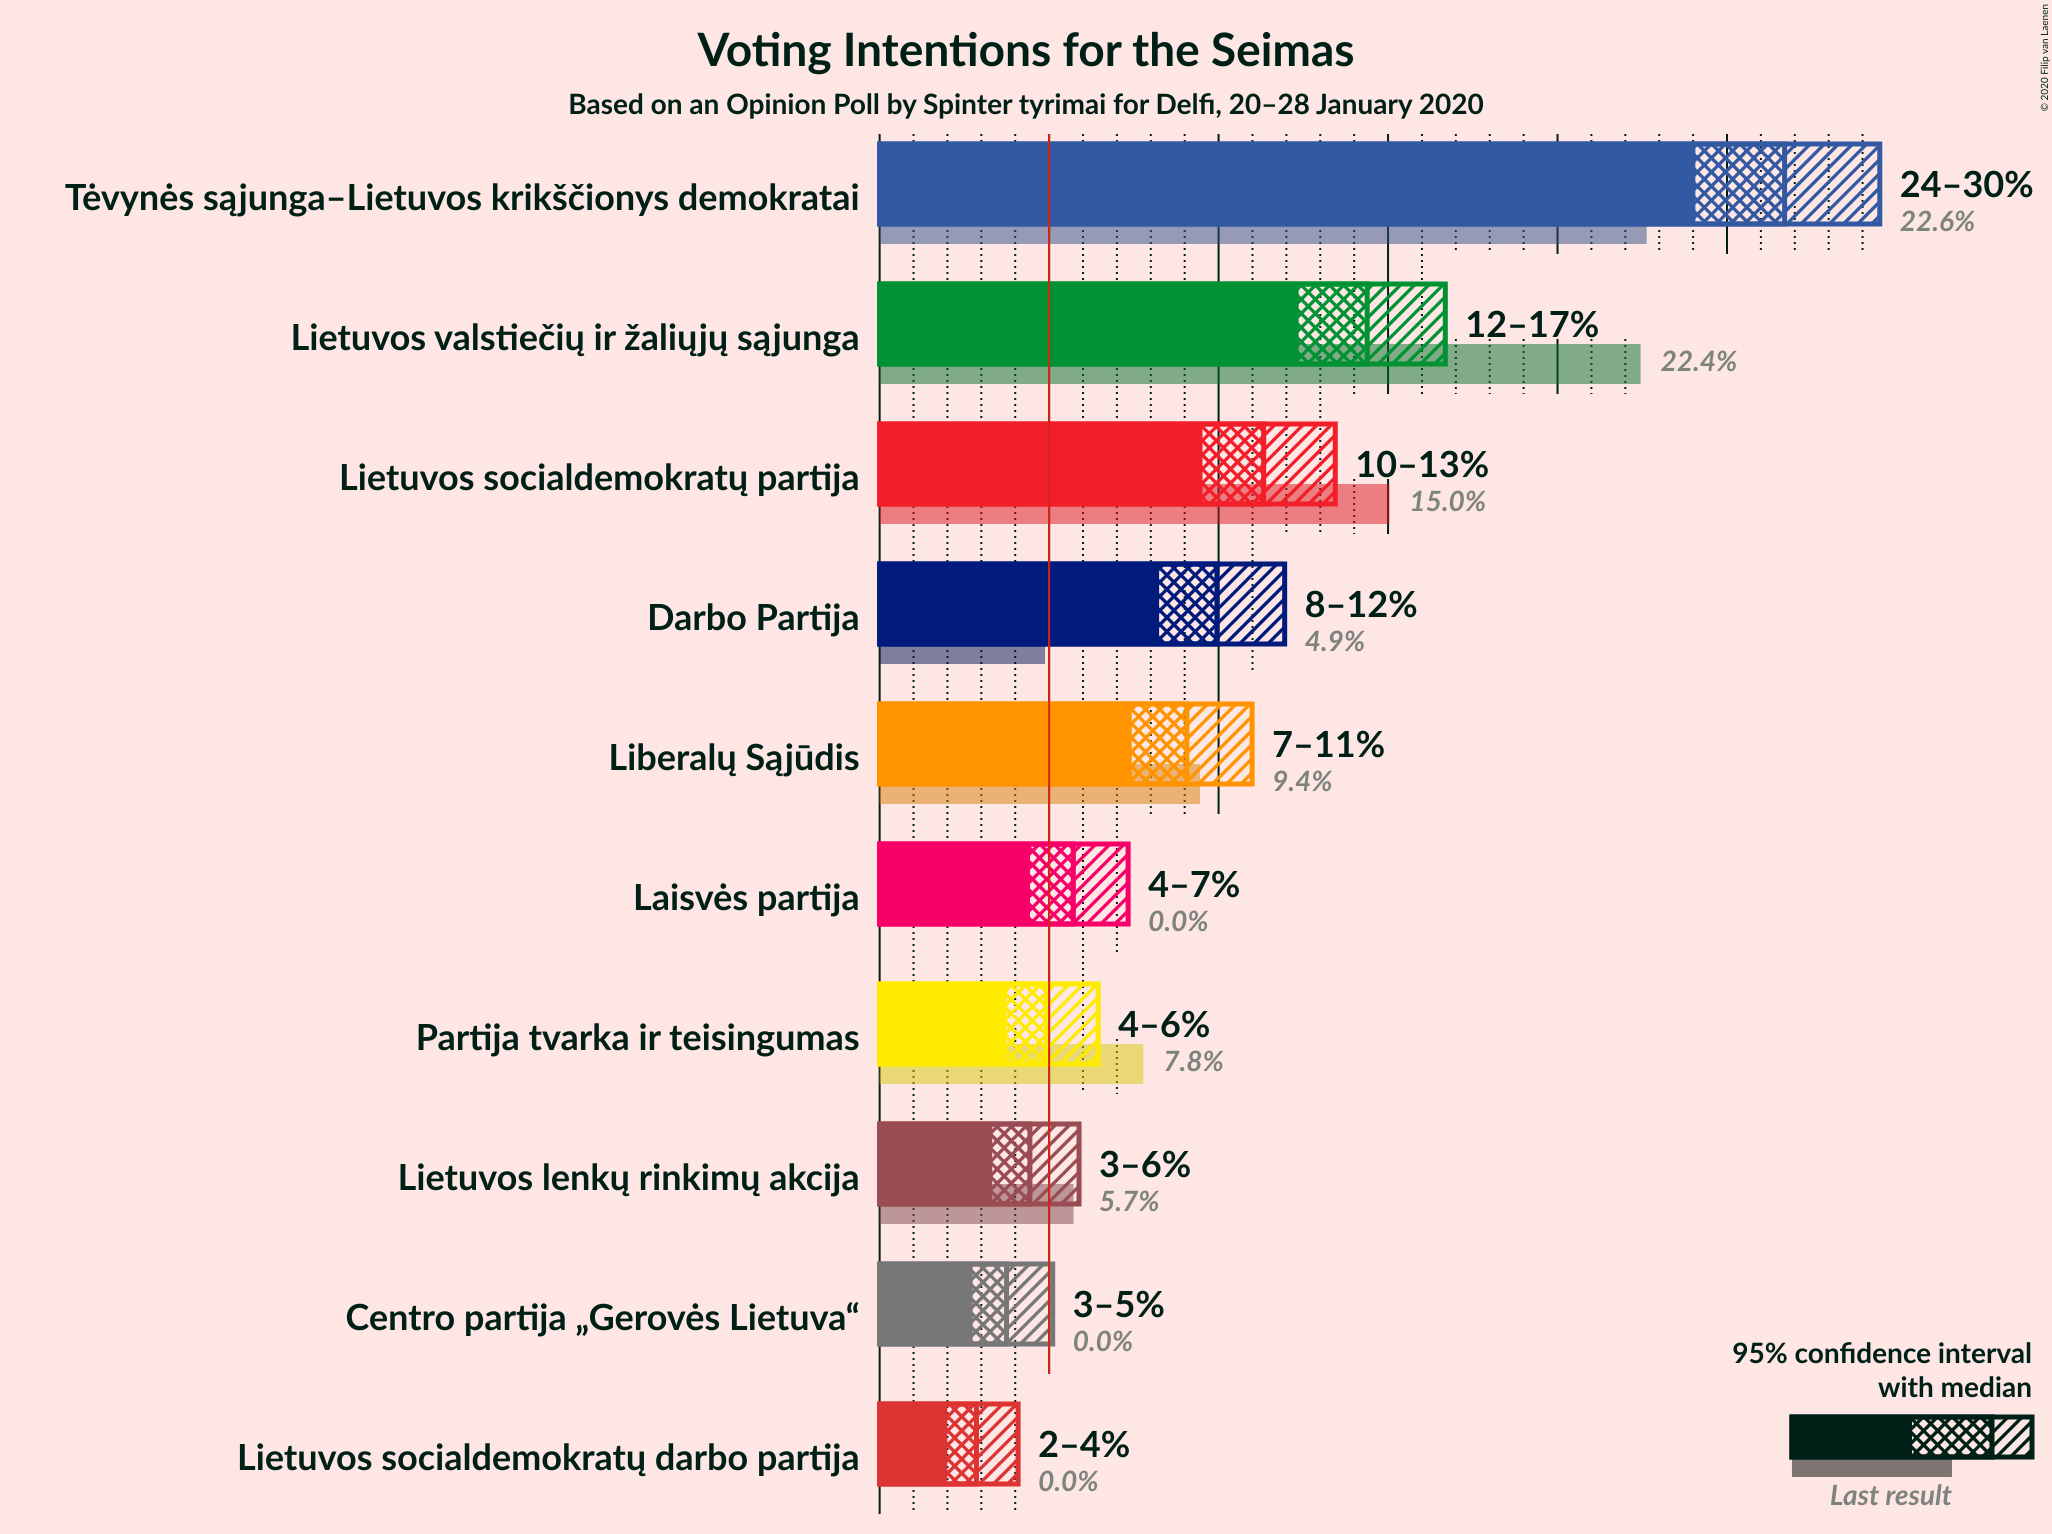 © 2020 Filip van Laenen
Voting Intentions for the Seimas
Based on an Opinion Poll by Spinter tyrimai for Delfi, 20–28 January 2020
Tėvynės sąjunga–Lietuvos krikščionys demokratai
24–30%
22.6%
Lietuvos valstiečių ir žaliųjų sąjunga
12–17%
22.4%
Lietuvos socialdemokratų partija
10–13%
15.0%
Darbo Partija
8–12%
4.9%
Liberalų Sąjūdis
7–11%
9.4%
Laisvės partija
4–7%
0.0%
Partija tvarka ir teisingumas
4–6%
7.8%
Lietuvos lenkų rinkimų akcija
3–6%
5.7%
Centro partija „Gerovės Lietuva“
3–5%
0.0%
Lietuvos socialdemokratų darbo partija
2–4%
0.0%
95% confidence interval
with median
Last result